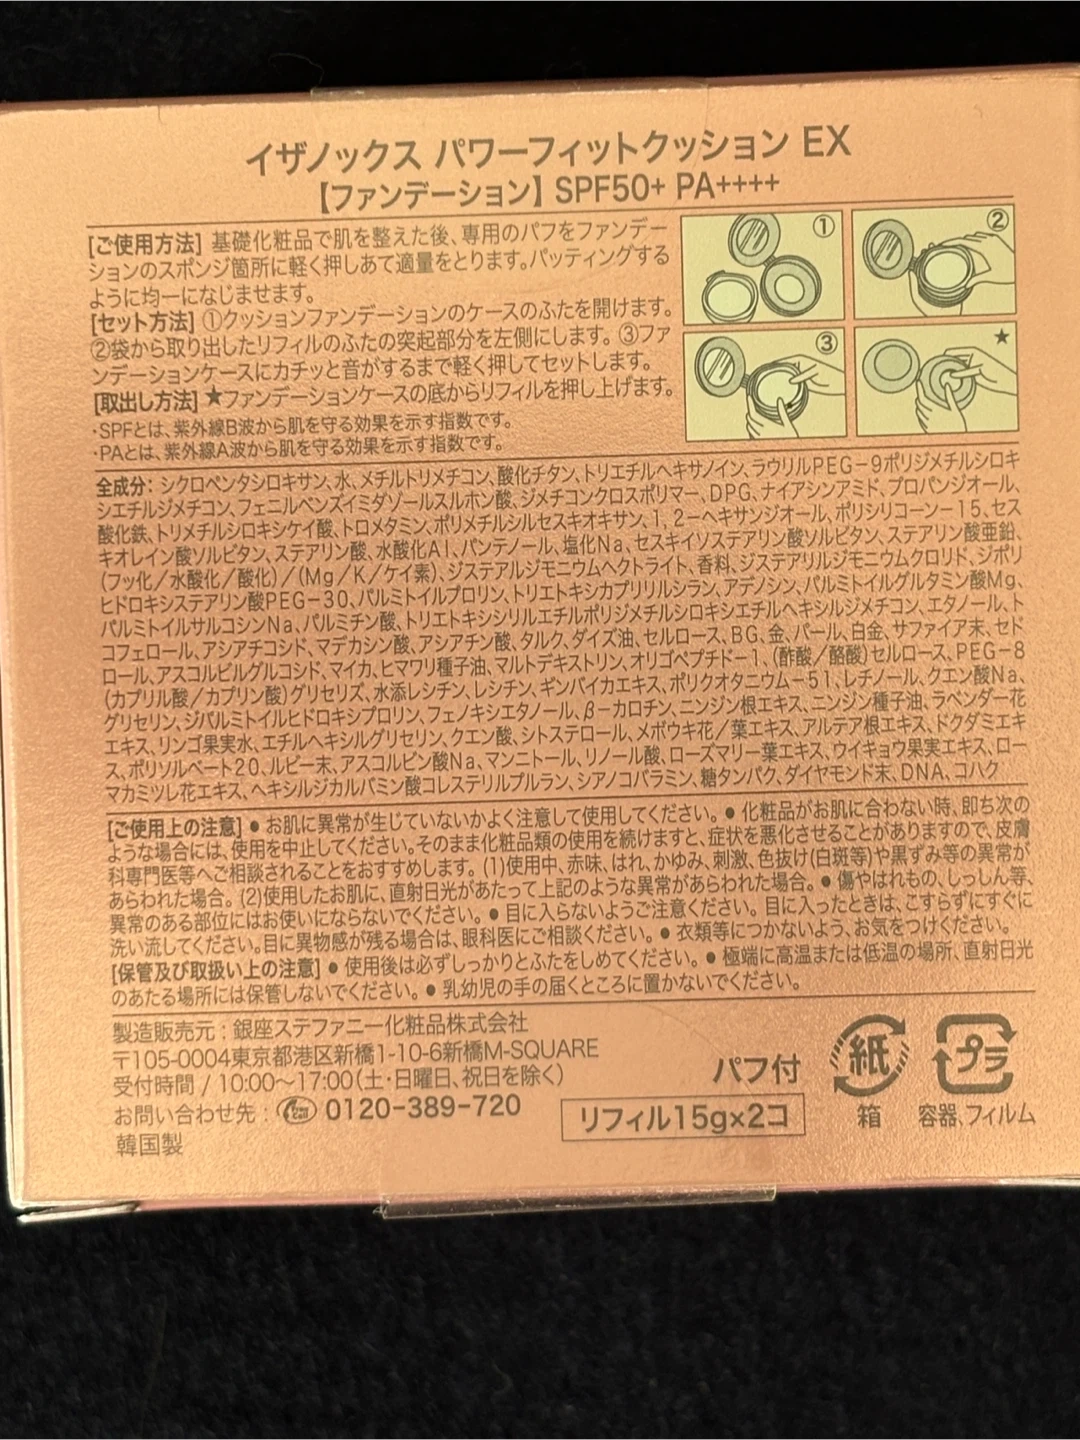 イザノックス パワーフィットクッション EX
【ファンデーション】 SPF50+ PA++++
[ご使用方法] 基礎化粧品で肌を整えた後、専用のパフをファンデー
ションのスポンジ箇所に軽く押しあて適量をとります。パッティングする
ように均一になじませます。
[セット方法] ①クッションファンデーションのケースのふたを開けます。
②袋から取り出したリフィルのふたの突起部分を左側にします。③ファ
ンデーションケースにカチッと音がするまで軽く押してセットします。
[取出し方法] ★ファンデーションケースの底からリフィルを押し上げます。
・SPFとは、紫外線B波から肌を守る効果を示す指数です。
・PAとは、紫外線A波から肌を守る効果を示す指数です。
①
②
③
★
全成分: シクロペンタシロキサン、水、メチルトリメチコン、酸化チタン、トリエチルヘキサノイン、ラウリルPEG-9ポリジメチルシロキ
シエチルジメチコン、フェニルベンズイミダゾールスルホン酸、ジメチコンクロスポリマー、DPG、ナイアシンアミド、プロパンジオール、
酸化鉄、トリメチルシロキシケイ酸、トロメタミン、ポリメチルシルセスキオキサン、1,2-ヘキサンジオール、ポリシリコーン-15、セス
キオレイン酸ソルビタン、ステアリン酸、水酸化Al、パンテノール、塩化Na、セスキイソステアリン酸ソルビタン、ステアリン酸亜鉛、
(フッ化/水酸化/酸化)/(Mg/K/ケイ素)、ジステアルジモニウムヘクトライト、香料、ジステアリルジモニウムクロリド、ジポリ
ヒドロキシステアリン酸PEG-30、パルミトイルプロリン、トリエトキシカプリリルシラン、アデノシン、パルミトイルグルタミン酸Mg、
パルミトイルサルコシンNa、パルミチン酸、トリエトキシシリルエチルポリジメチルシロキシエチルヘキシルジメチコン、エタノール、ト
コフェロール、アシアチコシド、マデカシン酸、アシアチン酸、タルク、ダイズ油、セルロース、BG、金、パール、白金、サファイア末、セド
ロール、アスコルビルグルコシド、マイカ、ヒマワリ種子油、マルトデキストリン、オリゴペプチド-1、(酢酸/酪酸)セルロース、PEG-8
(カプリル酸/カプリン酸)グリセリズ、水添レシチン、レシチン、ギンバイカエキス、ポリクオタニウム-51、レチノール、クエン酸Na、
グリセリン、ジパルミトイルヒドロキシプロリン、フェノキシエタノール、β-カロチン、ニンジン根エキス、ニンジン種子油、ラベンダー花
エキス、リンゴ果実水、エチルヘキシルグリセリン、クエン酸、シトステロール、メボウキ花/葉エキス、アルテア根エキス、ドクダミエキ
ス、ポリソルベート20、ルビー末、アスコルビン酸Na、マンニトール、リノール酸、ローズマリー葉エキス、ウイキョウ果実エキス、ロー
マカミツレ花エキス、ヘキシルジカルバミン酸コレステリルプルラン、シアノコバラミン、糖タンパク、ダイヤモンド末、DNA、コハク
[ご使用上の注意] ● お肌に異常が生じていないかよく注意して使用してください。● 化粧品がお肌に合わない時、即ち次の
ような場合には、使用を中止してください。そのまま化粧品類の使用を続けますと、症状を悪化させることがありますので、皮膚
科専門医等へご相談されることをおすすめします。(1)使用中、赤味、はれ、かゆみ、刺激、色抜け(白斑等)や黒ずみ等の異常が
あらわれた場合。(2)使用したお肌に、直射日光があたって上記のような異常があらわれた場合。● 傷やはれもの、しっしん等、
異常のある部位にはお使いにならないでください。● 目に入らないようご注意ください。目に入ったときは、こすらずにすぐに
洗い流してください。目に異物感が残る場合は、眼科医にご相談ください。● 衣類等につかないよう、お気をつけください。
[保管及び取扱い上の注意] ● 使用後は必ずしっかりとふたをしめてください。● 極端に高温または低温の場所、直射日光
のあたる場所には保管しないでください。● 乳幼児の手の届くところに置かないでください。
製造販売元 : 銀座ステファニー化粧品株式会社
〒105-0004東京都港区新橋1-10-6新橋M-SQUARE
受付時間 / 10:00〜17:00(土・日曜日、祝日を除く)
お問い合わせ先 : 0120-389-720
韓国製
パフ付
リフィル15g×2コ
紙
箱
プラ
容器、フィルム